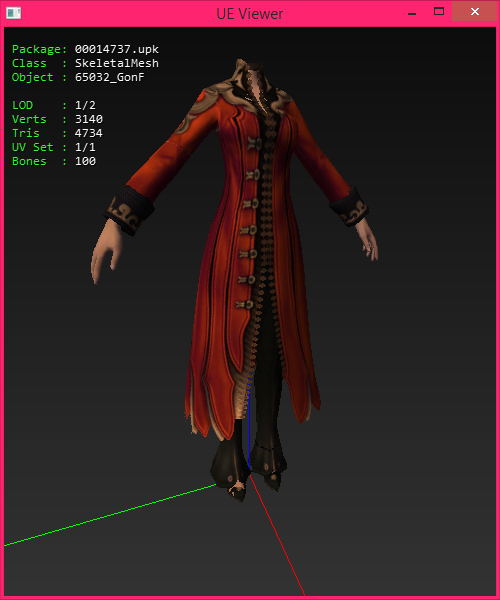 UE Viewer
Package: 00014737.upk
Class : SkeletalMesh
Object : 65032_GonF
LOD : 1/2
Verts : 3140
Tris : 4734
UV Set : 1/1
Bones : 100